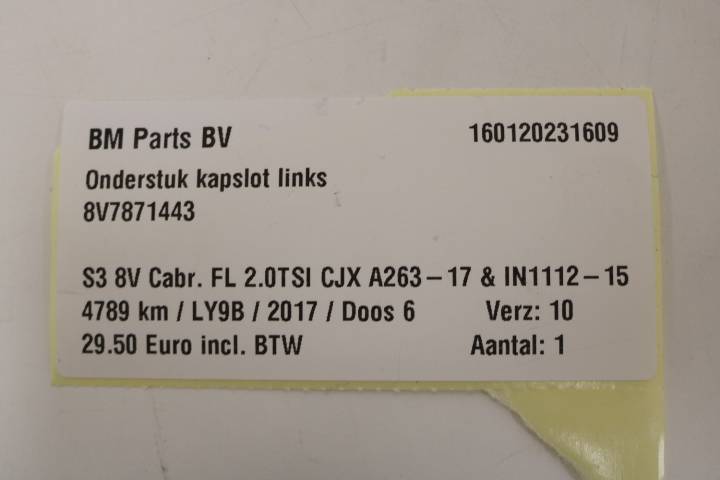 BM Parts BV 160120231609
Onderstuk kapslot links
8V7871443
S3 8V Cabr. FL 2.0TSI CJX A263-17 & IN1112-15
4789 km / LY9B / 2017 / Doos 6 Verz: 10
29.50 Euro incl. BTW Aantal: 1